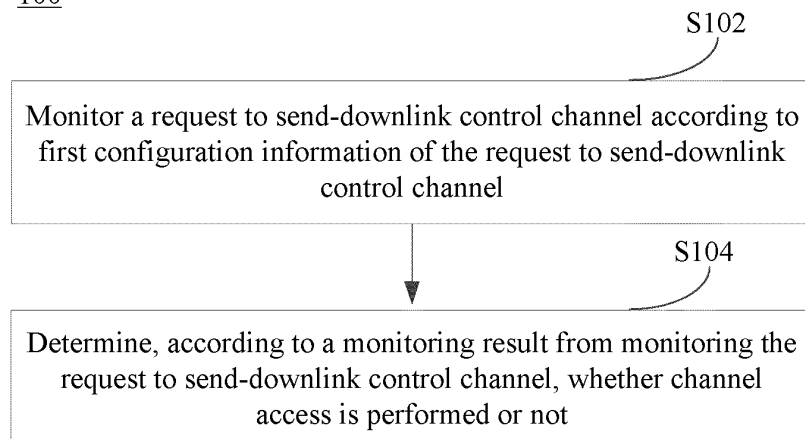 100
S102
Monitor a request to send-downlink control channel according to
first configuration information of the request to send-downlink
control channel
S104
Determine, according to a monitoring result from monitoring the
request to send-downlink control channel, whether channel
access is performed or not